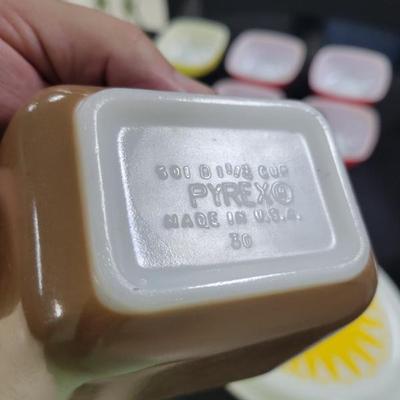 501 B 1 1/2 CUP
PYREX®
MADE IN U.S.A.
30